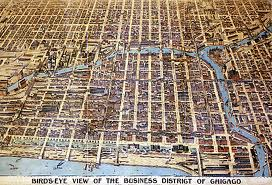 BIRDS-EYE VIEW OF THE BUSINESS DISTRICT OF CHICAGO